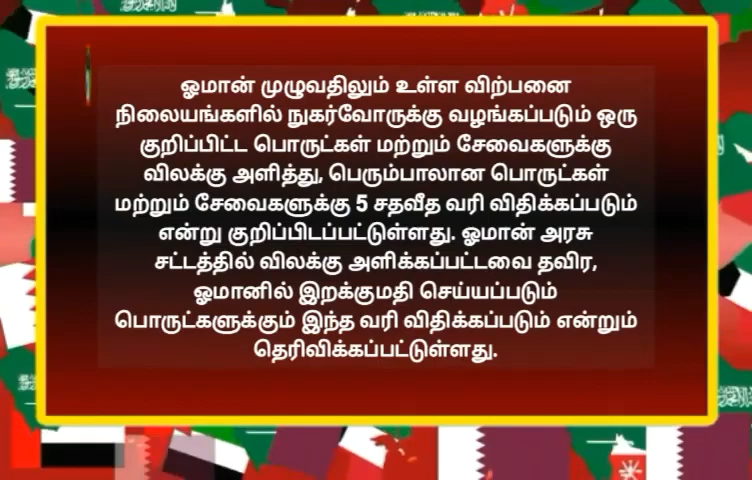 ஓமான் முழுவதிலும் உள்ள விற்பனை
நிலையங்களில் நுகர்வோருக்கு வழங்கப்படும் ஒரு
குறிப்பிட்ட பொருட்கள் மற்றும் சேவைகளுக்கு
விலக்கு அளித்து, பெரும்பாலான பொருட்கள்
மற்றும் சேவைகளுக்கு 5 சதவீத வரி விதிக்கப்படும்
என்று குறிப்பிடப்பட்டுள்ளது. ஓமான் அரசு
சட்டத்தில் விலக்கு அளிக்கப்பட்டவை தவிர,
ஓமானில் இறக்குமதி செய்யப்படும்
பொருட்களுக்கும் இந்த வரி விதிக்கப்படும் என்றும்
தெரிவிக்கப்பட்டுள்ளது.